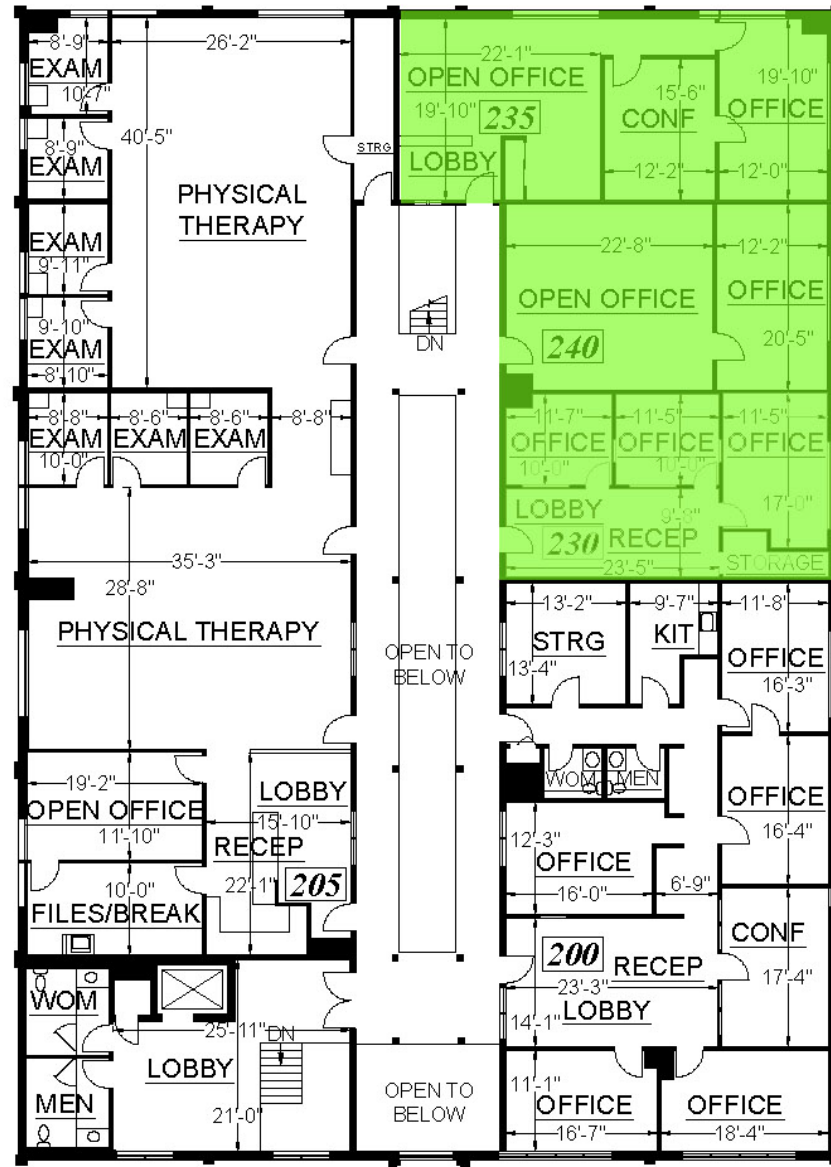 8'-9"
EXAM
10'-7"
26'-2"
40'-5"
8'-9"
EXAM
PHYSICAL
THERAPY
STRG
EXAM
9'-11"
9'-10"
EXAM
8'-10"
22'-1"
OPEN OFFICE
19'-10"
235
LOBBY
15'-6"
CONF
12'-2"
19'-10"
OFFICE
12'-0"
22'-8"
OPEN OFFICE
240
12'-2"
OFFICE
20'-5"
DN
8'-8"
EXAM
10'-0"
8'-6"
EXAM
8'-6"
EXAM
8'-8"
11'-7"
OFFICE
10'-0"
11'-5"
OFFICE
10'-0"
11'-5"
OFFICE
17'-0"
LOBBY
9'-8"
230
RECEP
23'-5"
STORAGE
35'-3"
28'-8"
PHYSICAL THERAPY
OPEN TO
BELOW
13'-2"
STRG
13'-4"
9'-7"
KIT
11'-8"
OFFICE
16'-3"
WOM
MEN
19'-2"
OPEN OFFICE
11'-10"
LOBBY
15'-10"
RECEP
22'-1"
205
10'-0"
FILES/BREAK
12'-3"
OFFICE
16'-0"
6'-9"
OFFICE
16'-4"
200
RECEP
23'-3"
LOBBY
14'-1"
CONF
17'-4"
WOM
25'-11"
DN
LOBBY
21'-0"
MEN
OPEN TO
BELOW
11'-1"
OFFICE
16'-7"
OFFICE
18'-4"